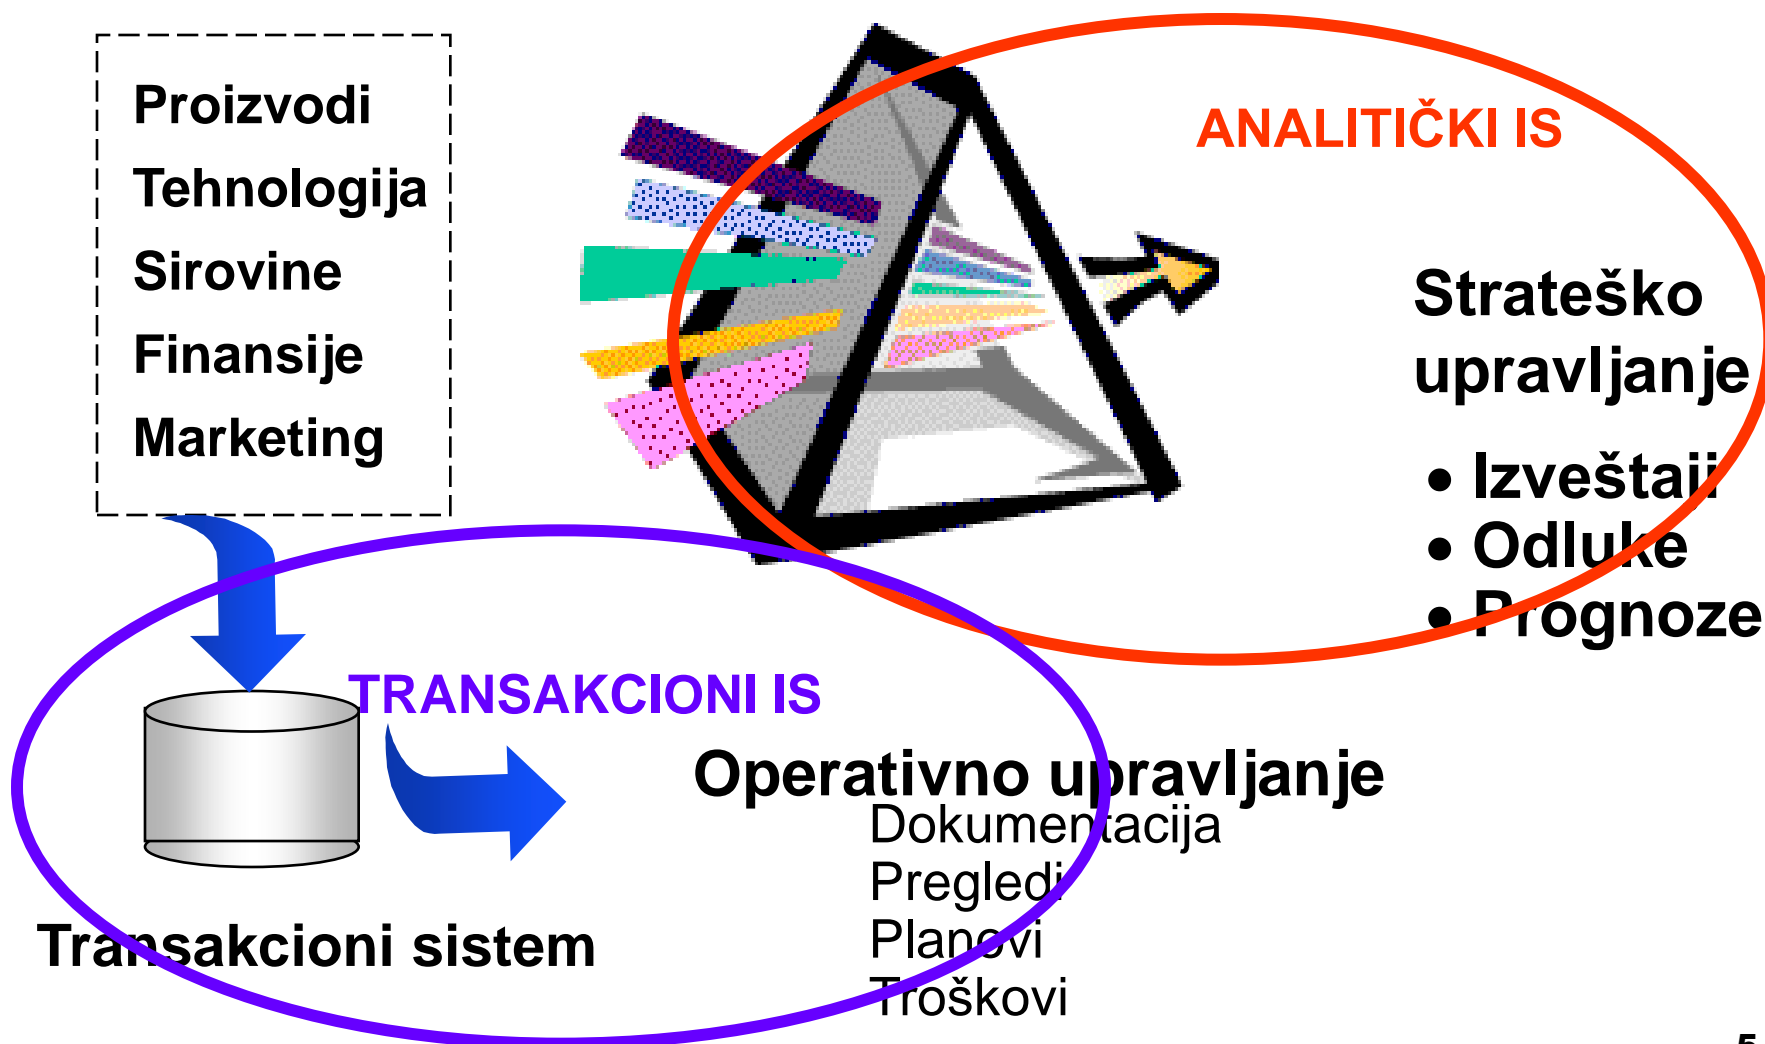 Proizvodi
Tehnologija
Sirovine
Finansije
Marketing
ANALITIČKI IS
Strateško
upravljanje
• Izveštaji
• Odluke
• Prognoze
TRANSAKCIONI IS
Operativno upravljanje
Dokumentacija
Pregledi
Planovi
Troškovi
Transakcioni sistem
5